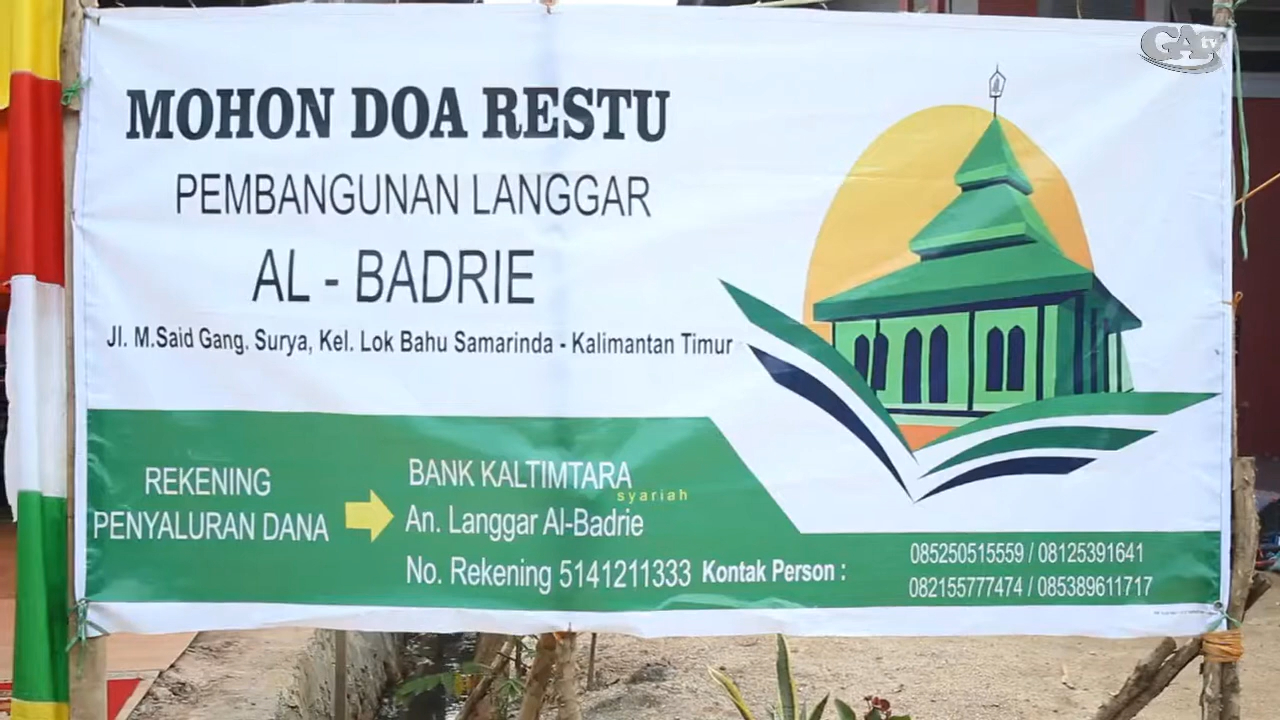 GALtv
MOHON DOA RESTU
PEMBANGUNAN LANGGAR
AL - BADRIE
Jl. M.Said Gang. Surya, Kel. Lok Bahu Samarinda - Kalimantan Timur
REKENING
PENYALURAN DANA
BANK KALTIMTARA
syariah
An. Langgar Al-Badrie
No. Rekening 5141211333
Kontak Person :
085250515559 / 08125391641
082155777474 / 085389611717